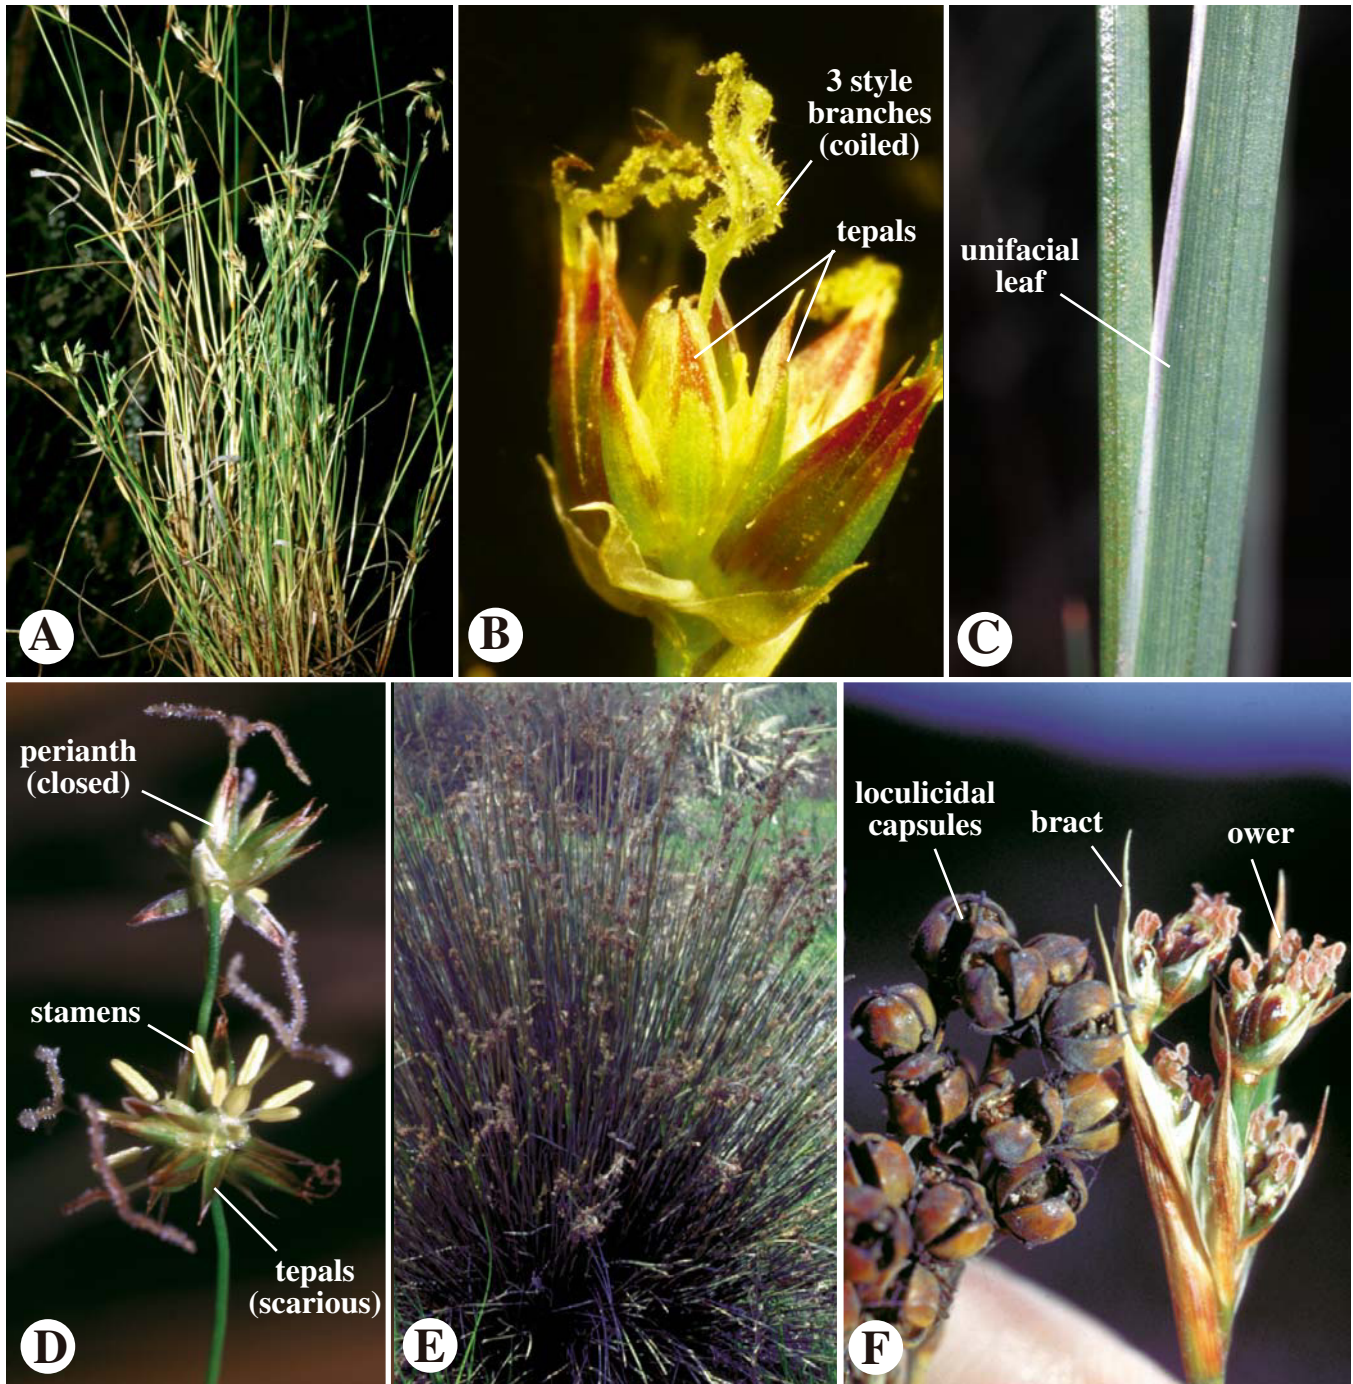 A
3 style
branches
(coiled)
tepals
B
unifacial
leaf
C
perianth
(closed)
stamens
tepals
(scarious)
D
E
loculicidal
capsules
bract
ower
F